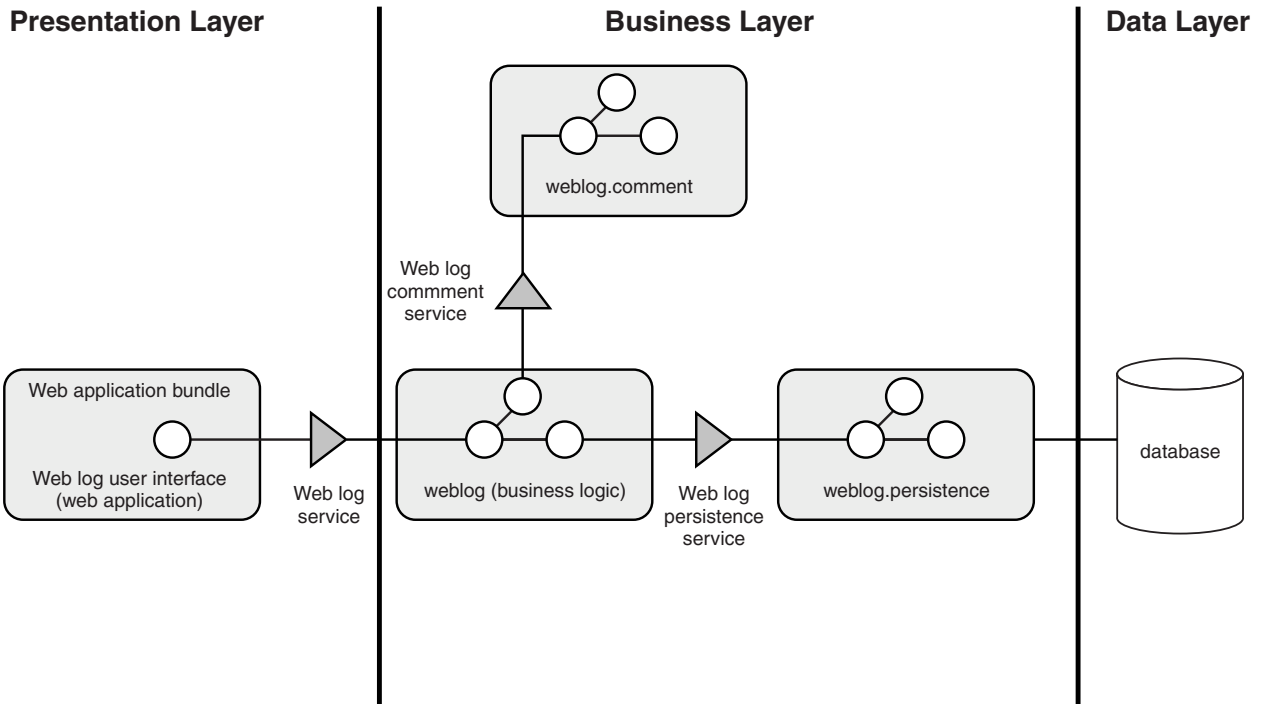 Presentation Layer
Business Layer
Data Layer
weblog.comment
Web log
commment
service
Web application bundle
Web log user interface
(web application)
Web log
service
weblog (business logic)
Web log
persistence
service
weblog.persistence
database